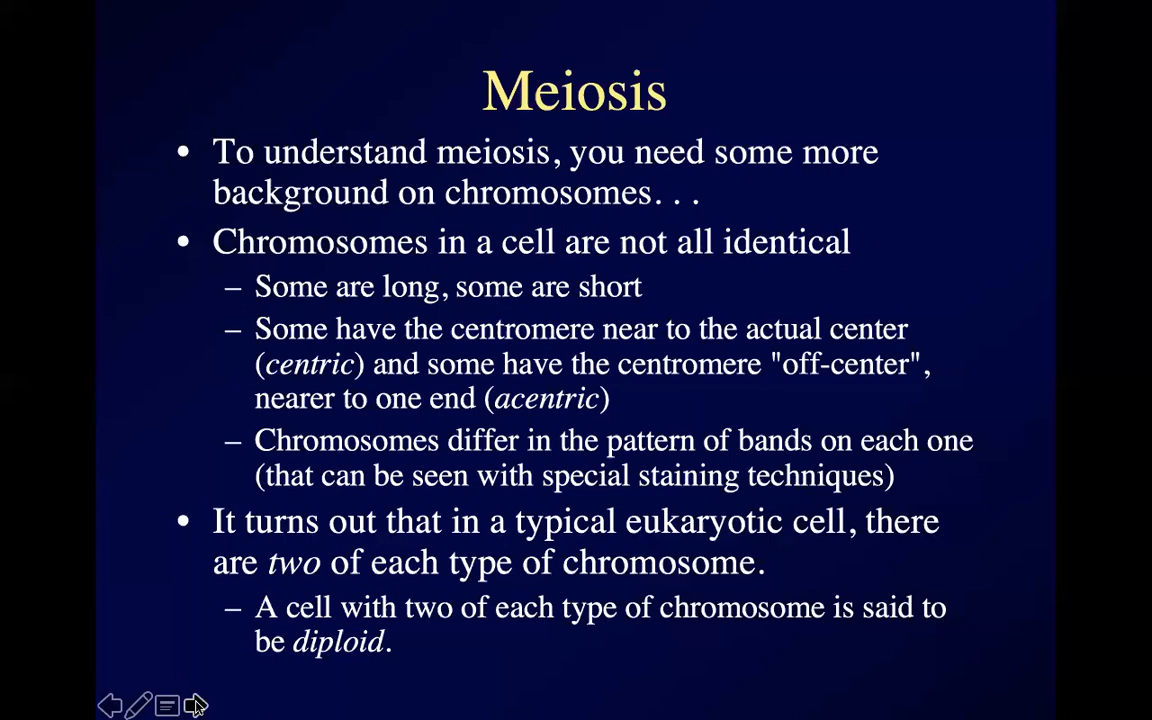 Meiosis
• To understand meiosis, you need some more
background on chromosomes. . .
• Chromosomes in a cell are not all identical
– Some are long, some are short
– Some have the centromere near to the actual center
(centric) and some have the centromere "off-center",
nearer to one end (acentric)
– Chromosomes differ in the pattern of bands on each one
(that can be seen with special staining techniques)
• It turns out that in a typical eukaryotic cell, there
are two of each type of chromosome.
– A cell with two of each type of chromosome is said to
be diploid.